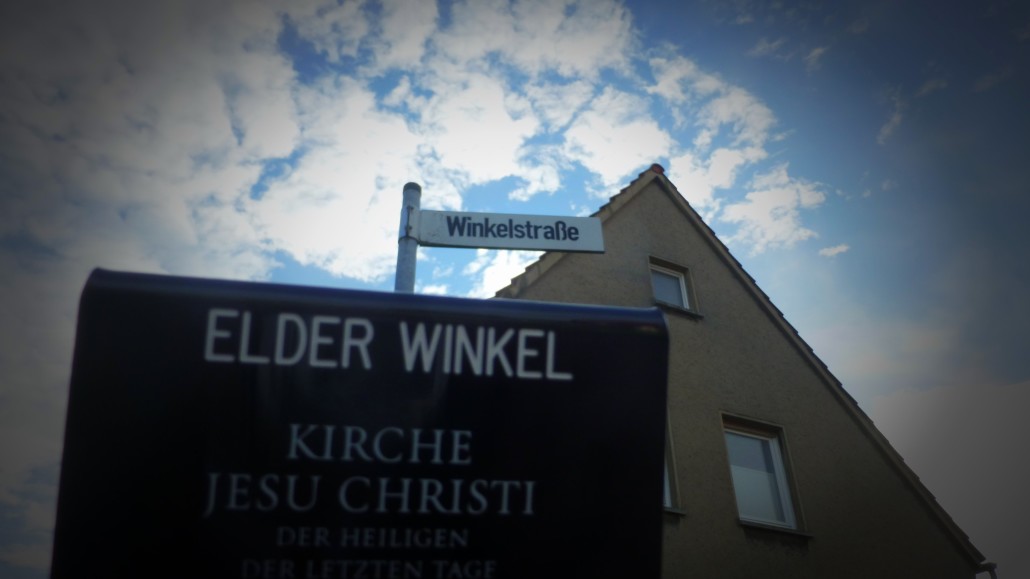 Winkelstraße
ELDER WINKEL
KIRCHE
JESU CHRISTI
DER HEILIGEN
DER LETZTEN TAGE